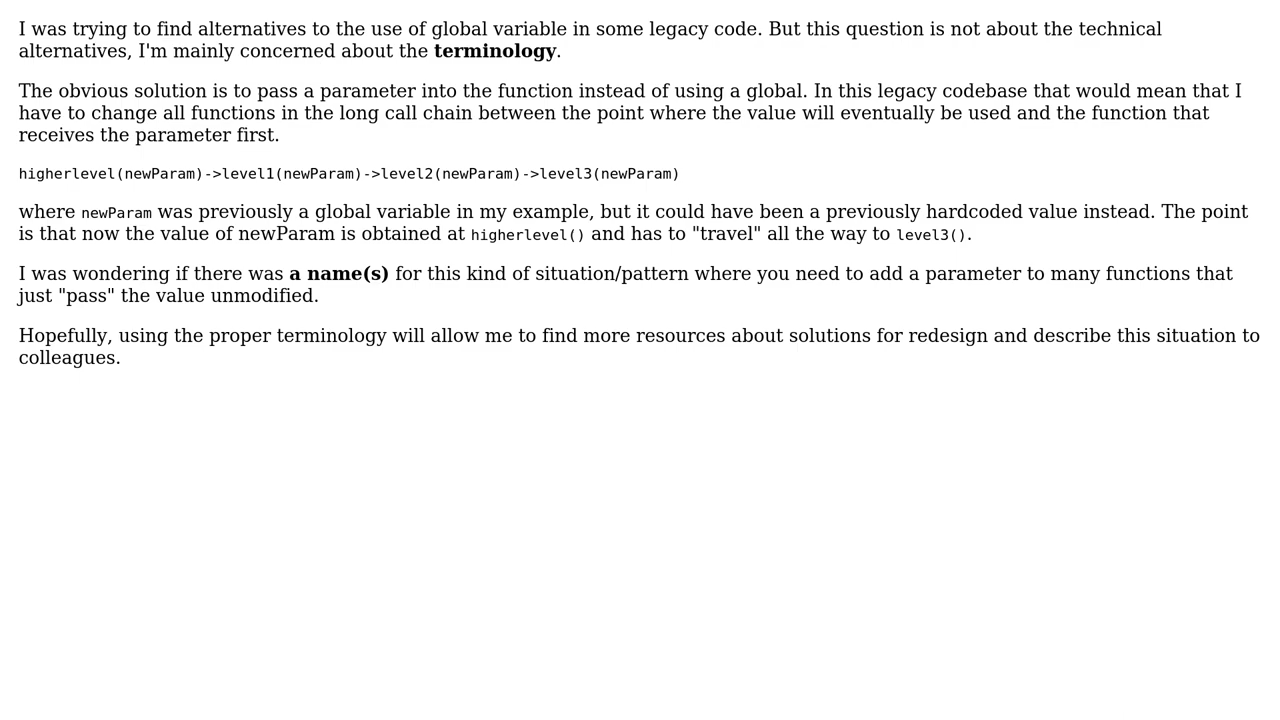 I was trying to find alternatives to the use of global variable in some legacy code. But this question is not about the technical
alternatives, I'm mainly concerned about the terminology.
The obvious solution is to pass a parameter into the function instead of using a global. In this legacy codebase that would mean that I
have to change all functions in the long call chain between the point where the value will eventually be used and the function that
receives the parameter first.
higherlevel(newParam)->level1(newParam)->level2(newParam)->level3(newParam)
where newParam was previously a global variable in my example, but it could have been a previously hardcoded value instead. The point
is that now the value of newParam is obtained at higherlevel() and has to "travel" all the way to level3().
I was wondering if there was a name(s) for this kind of situation/pattern where you need to add a parameter to many functions that
just "pass" the value unmodified.
Hopefully, using the proper terminology will allow me to find more resources about solutions for redesign and describe this situation to
colleagues.